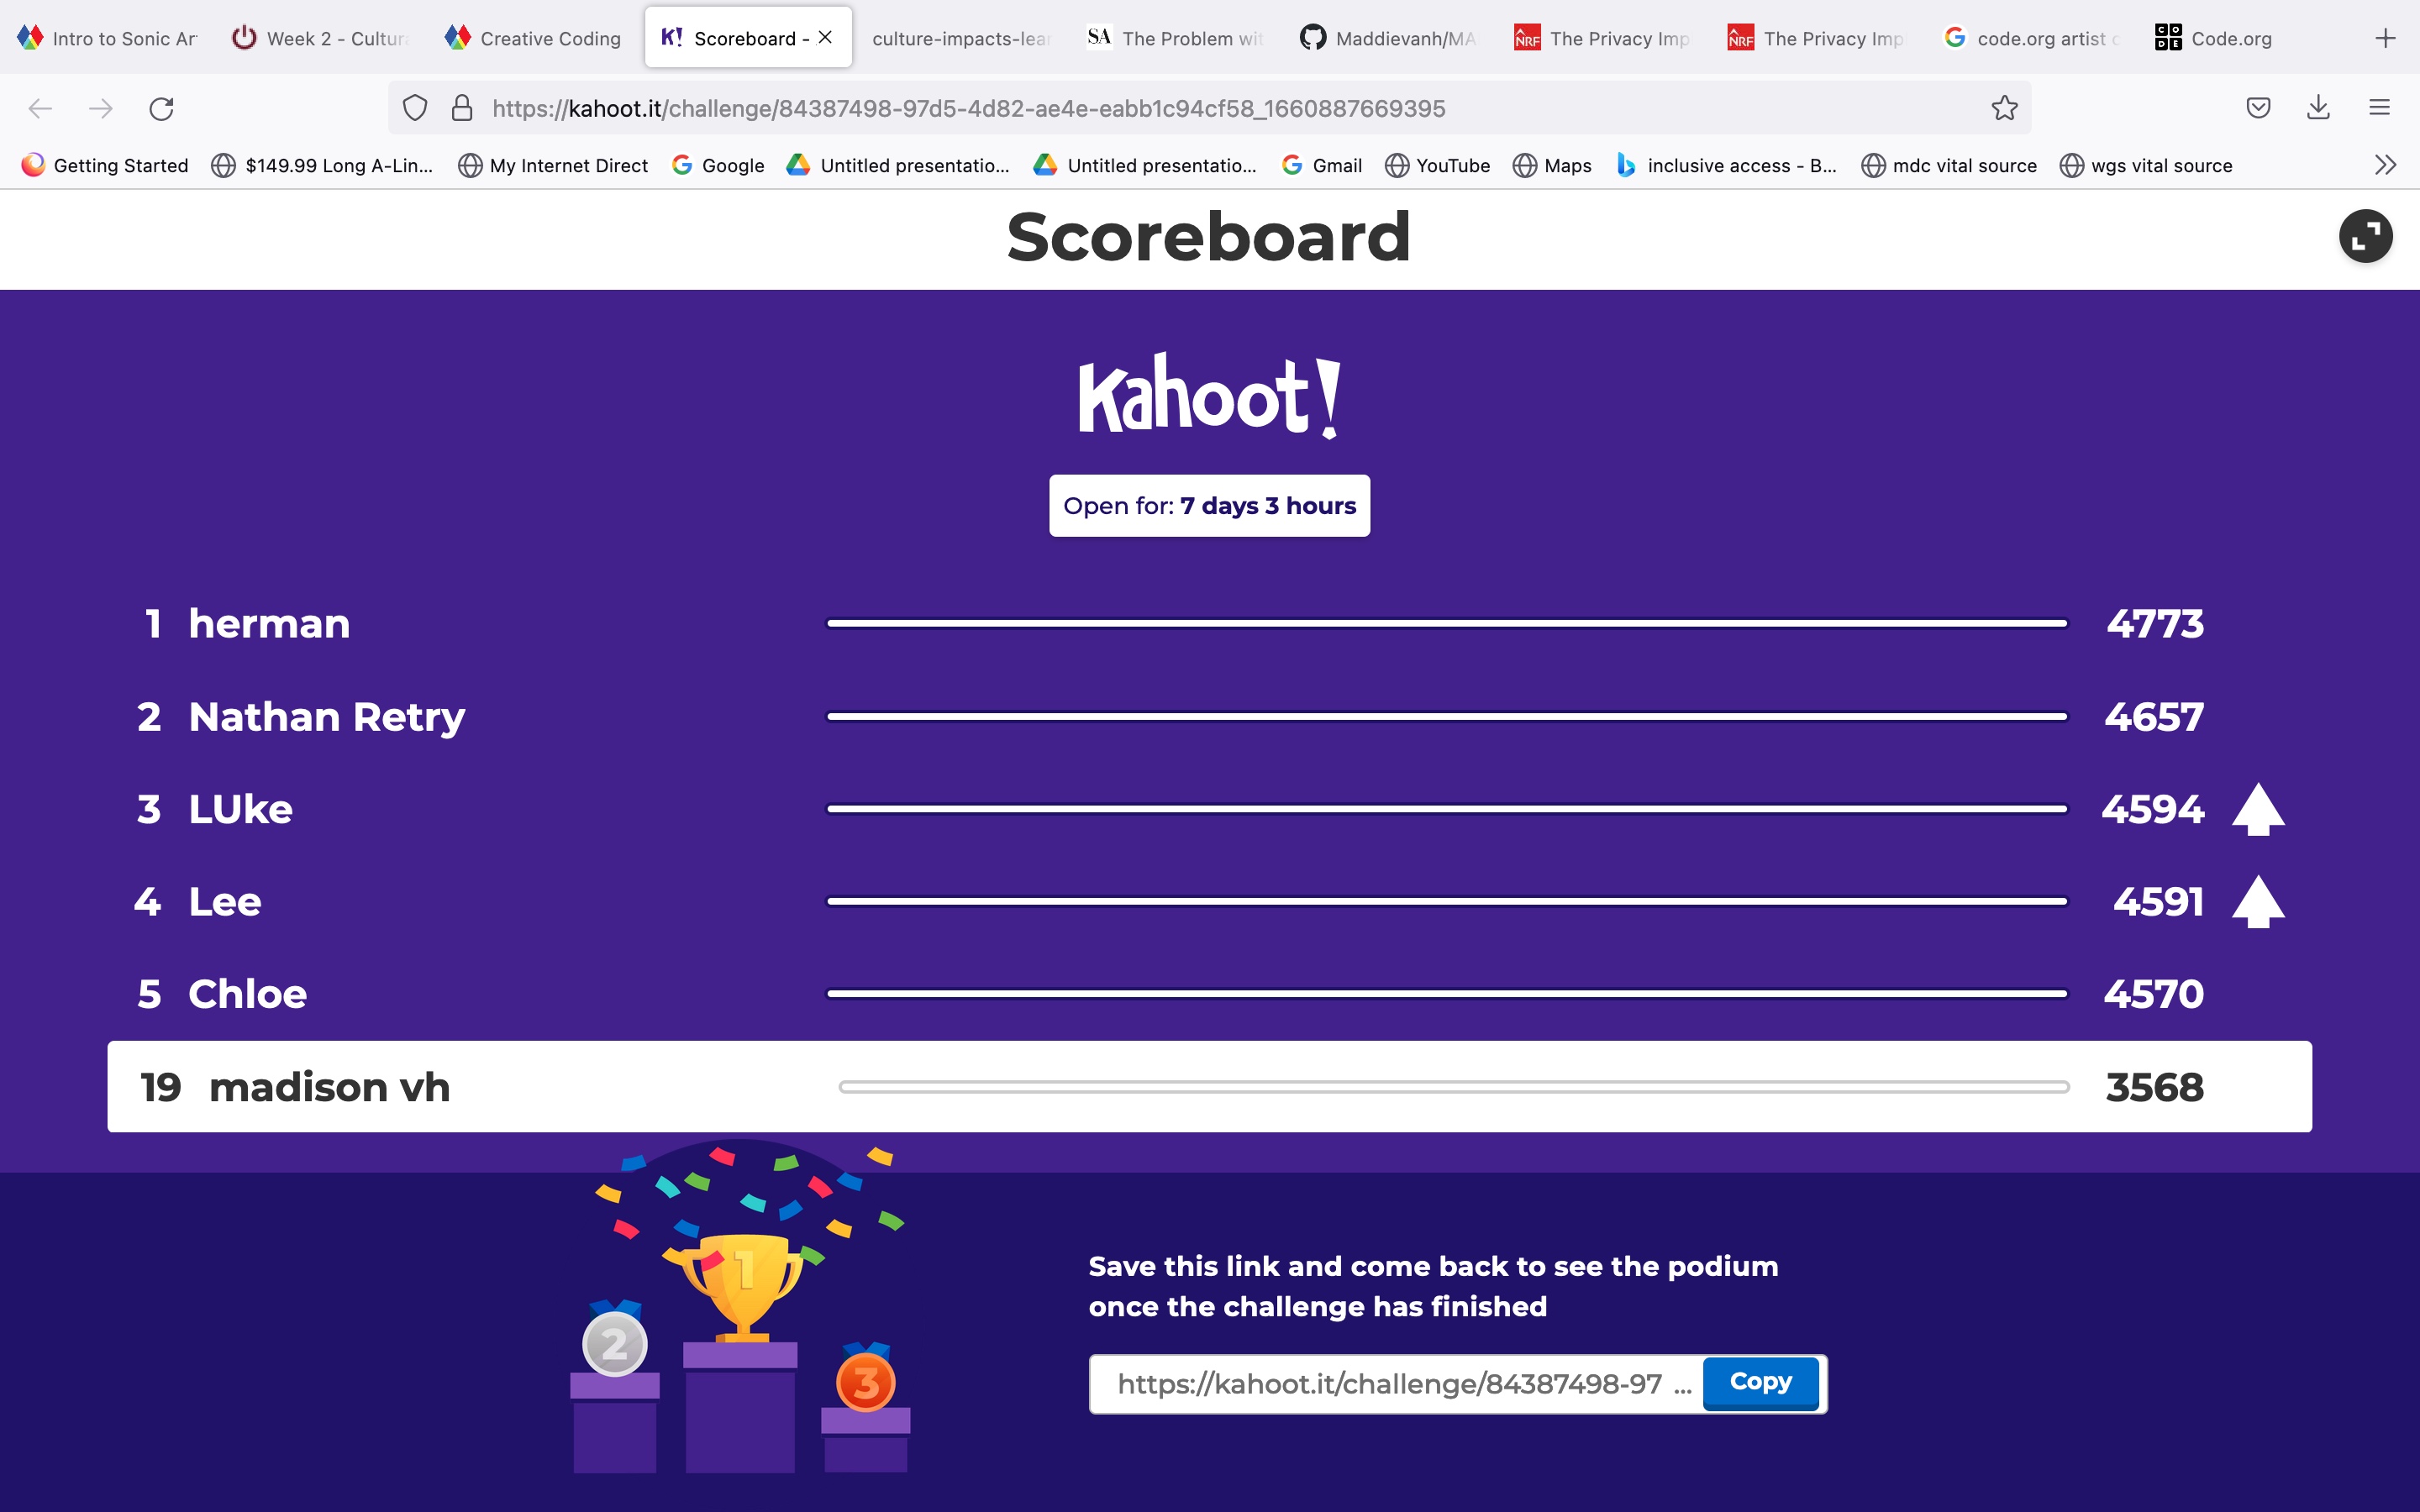 Intro to Sonic Ar Week 2 - Cultur Creative Coding Scoreboard - culture-impacts-lear The Problem wit Maddievanh/MA The Privacy Imp The Privacy Imp code.org artist Code.org
https://kahoot.it/challenge/84387498-97d5-4d82-ae4e-eabb1c94cf58_1660887669395
Getting Started $149.99 Long A-Lin... My Internet Direct Google Untitled presentatio... Untitled presentatio... Gmail YouTube Maps inclusive access - B... mdc vital source wgs vital source
Scoreboard
Kahoot!
Open for: 7 days 3 hours
1 herman 4773
2 Nathan Retry 4657
3 LUke 4594
4 Lee 4591
5 Chloe 4570
19 madison vh 3568
1
2
3
Save this link and come back to see the podium
once the challenge has finished
https://kahoot.it/challenge/84387498-97 ... Copy